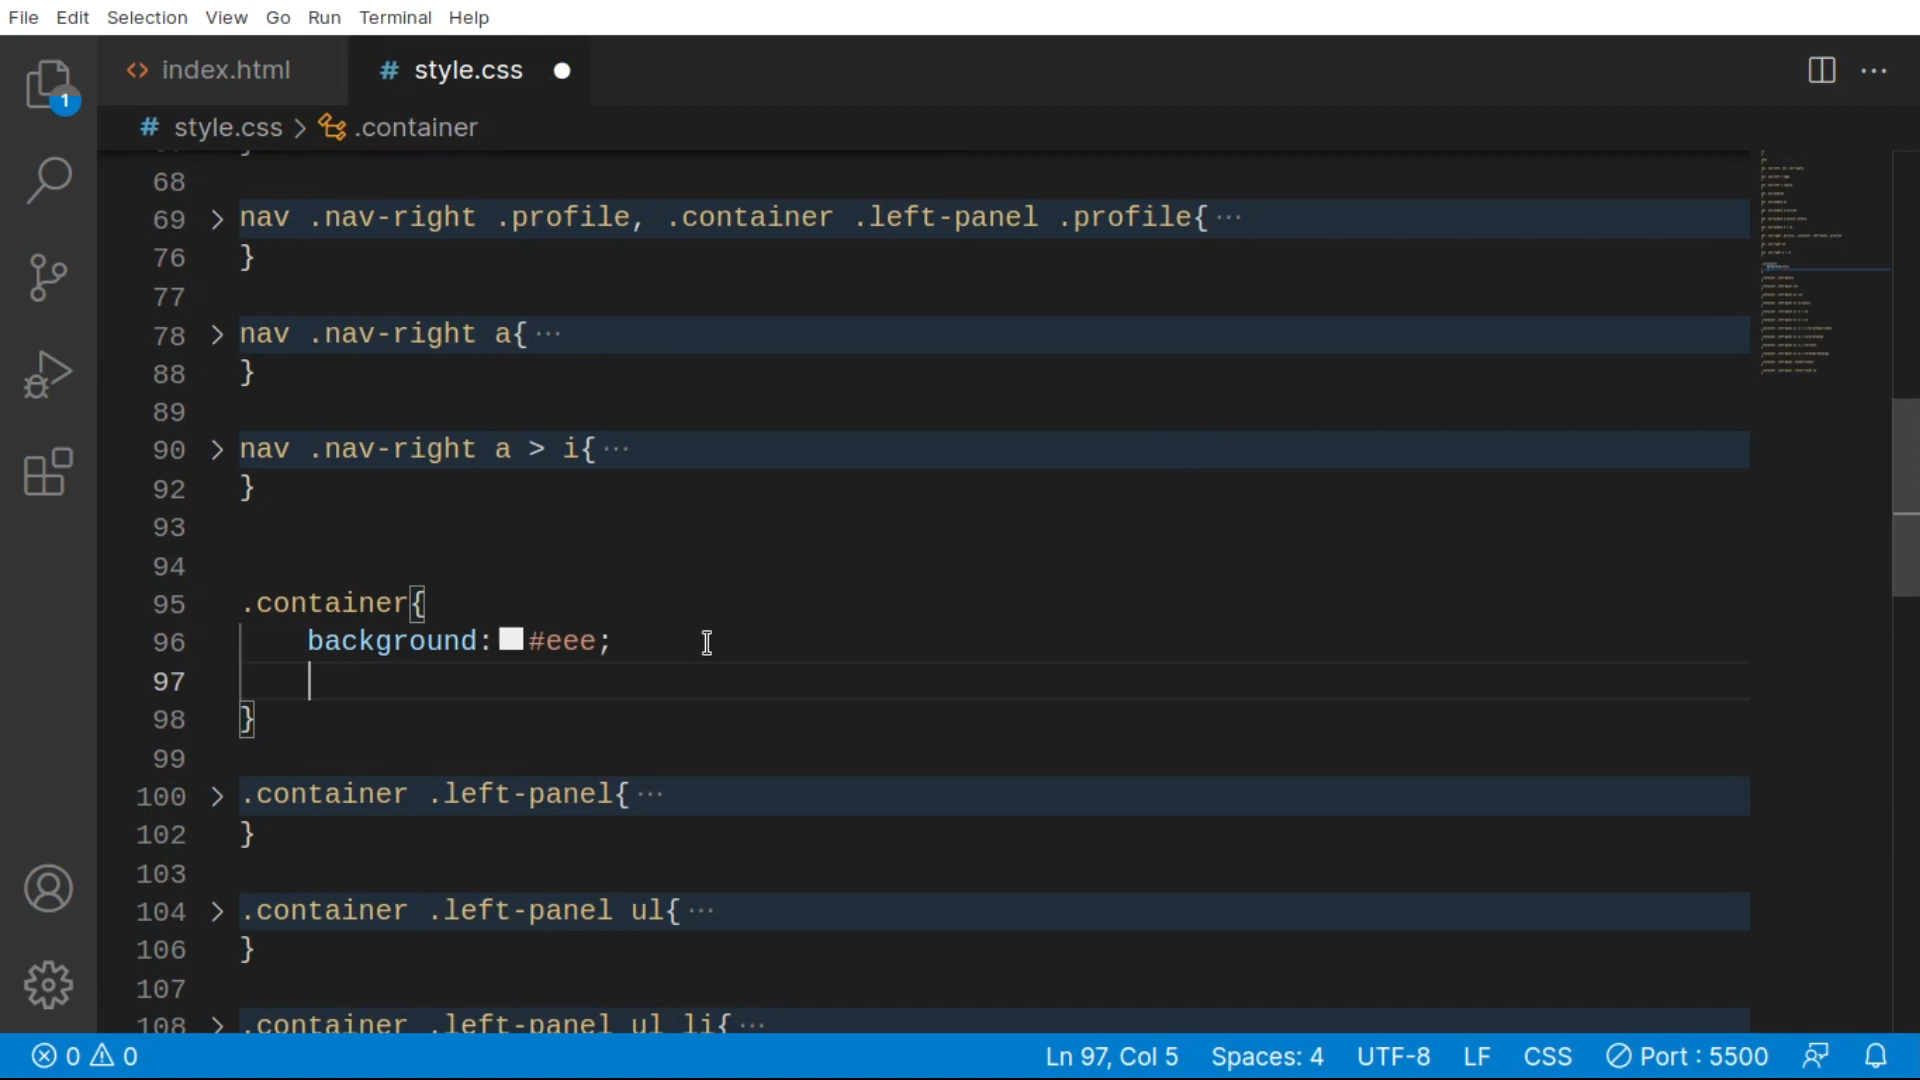 File Edit Selection View Go Run Terminal Help
1
<> index.html # style.css
# style.css > .container
68
69 > nav .nav-right .profile, .container .left-panel .profile{ ···
76 }
77
78 > nav .nav-right a{ ···
88 }
89
90 > nav .nav-right a > i{ ···
92 }
93
94
95 .container{
96 background: #eee;
97
98 }
99
100 > .container .left-panel{ ···
102 }
103
104 > .container .left-panel ul{ ···
106 }
107
108 > .container .left-panel ul li{ ···
0 0 Ln 97, Col 5 Spaces: 4 UTF-8 LF CSS Port : 5500